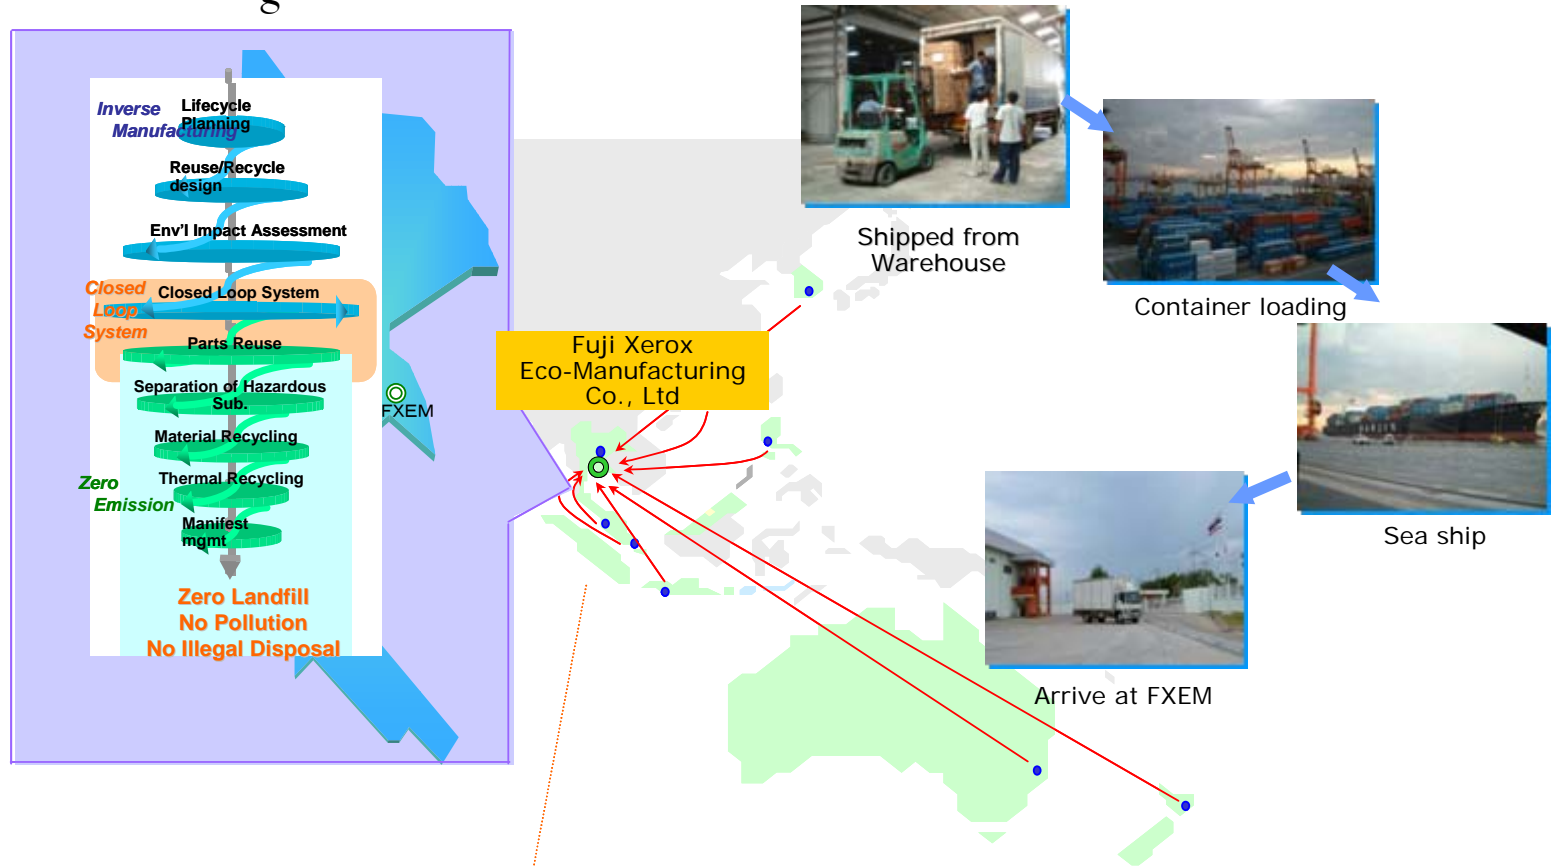 g
Inverse
Manufacturing
Lifecycle
Planning
Reuse/Recycle
design
Env'l Impact Assessment
Closed
Loop
System
Closed Loop System
Parts Reuse
Separation of Hazardous
Sub.
Material Recycling
Thermal Recycling
Zero
Emission
Manifest
mgmt
Zero Landfill
No Pollution
No Illegal Disposal
FXEM
Fuji Xerox
Eco-Manufacturing
Co., Ltd
Shipped from
Warehouse
Container loading
Sea ship
Arrive at FXEM